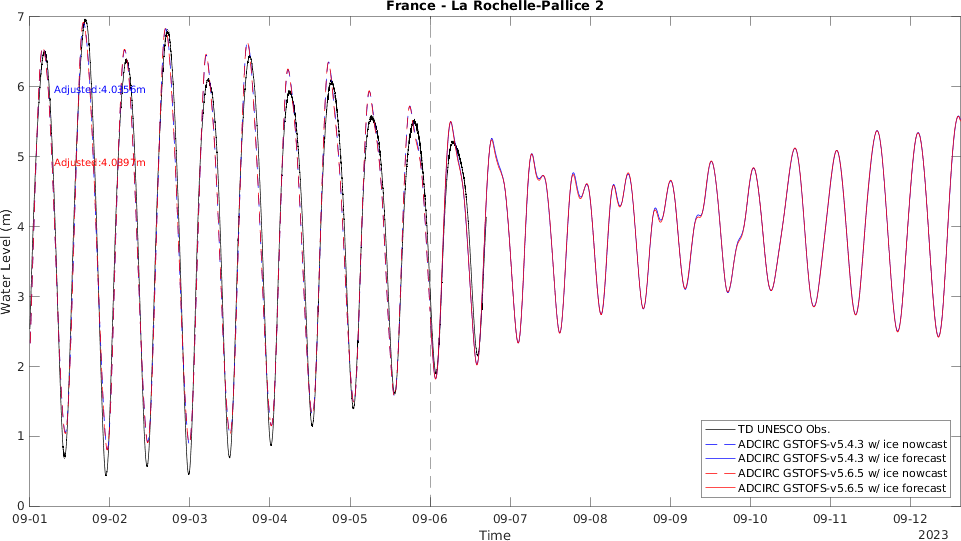 France - La Rochelle-Pallice 2
7
6
5
4
3
2
1
0
Water Level (m)
Adjusted:4.0356m
Adjusted:4.0397m
TD UNESCO Obs.
ADCIRC GSTOFS-v5.4.3 w/ ice nowcast
ADCIRC GSTOFS-v5.4.3 w/ ice forecast
ADCIRC GSTOFS-v5.6.5 w/ ice nowcast
ADCIRC GSTOFS-v5.6.5 w/ ice forecast
09-01 09-02 09-03 09-04 09-05 09-06 09-07 09-08 09-09 09-10 09-11 09-12
Time
2023